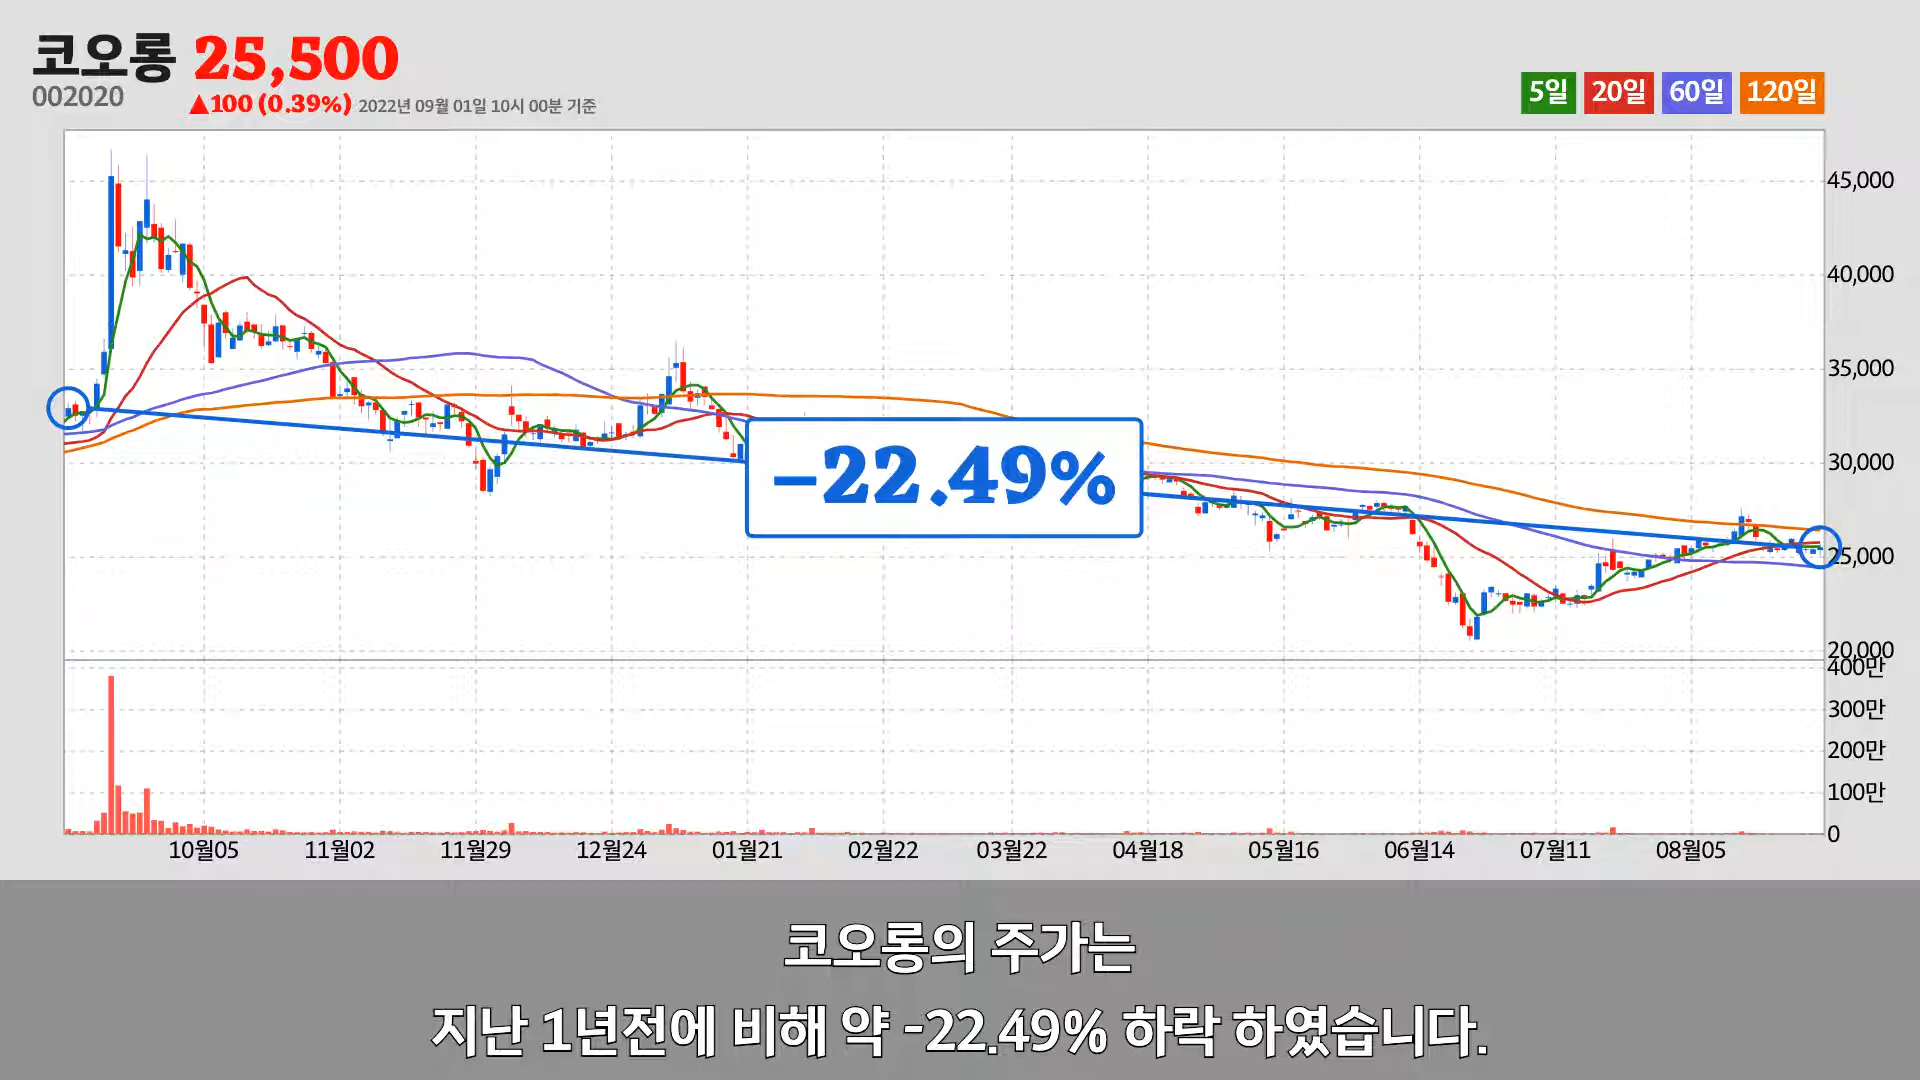 코오롱 25,500
002020 ▲100 (0.39%) 2022년 09월 01일 10시 00분 기준
5일 20일 60일 120일
45,000
40,000
35,000
30,000
25,000
20,000
-22.49%
400만
300만
200만
100만
0
10월05 11월02 11월29 12월24 01월21 02월22 03월22 04월18 05월16 06월14 07월11 08월05
코오롱의 주가는
지난 1년전에 비해 약 -22.49% 하락 하였습니다.